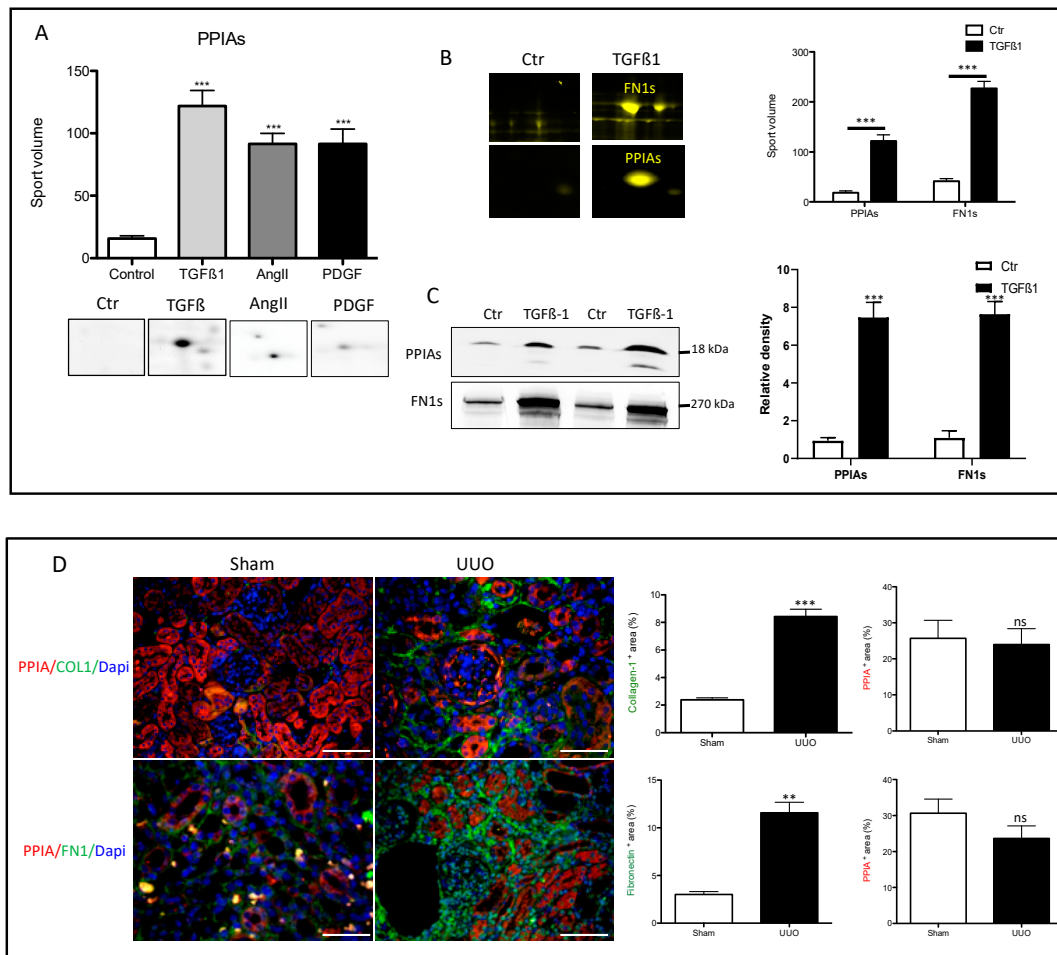 A
PPIAs
Sport volume
150
100
50
0
***
***
***
Control
TGFß1
AngII
PDGF
Ctr
TGFß
AngII
PDGF
B
Ctr
TGFß1
FN1s
PPIAs
Ctr
TGFß1
Sport volume
300
200
100
0
***
***
PPIAs
FN1s
C
Ctr
TGFß-1
Ctr
TGFß-1
PPIAs
18 kDa
FN1s
270 kDa
Ctr
TGFß1
Relative density
10
8
6
4
2
0
***
***
PPIAs
FN1s
D
Sham
UUO
PPIA/COL1/Dapi
PPIA/FN1/Dapi
Collagen-1+ area (%)
10
8
6
4
2
0
***
Sham
UUO
PPIA+ area (%)
40
30
20
10
0
ns
Sham
UUO
Fibronectin+ area (%)
15
10
5
0
**
Sham
UUO
PPIA+ area (%)
40
30
20
10
0
ns
Sham
UUO